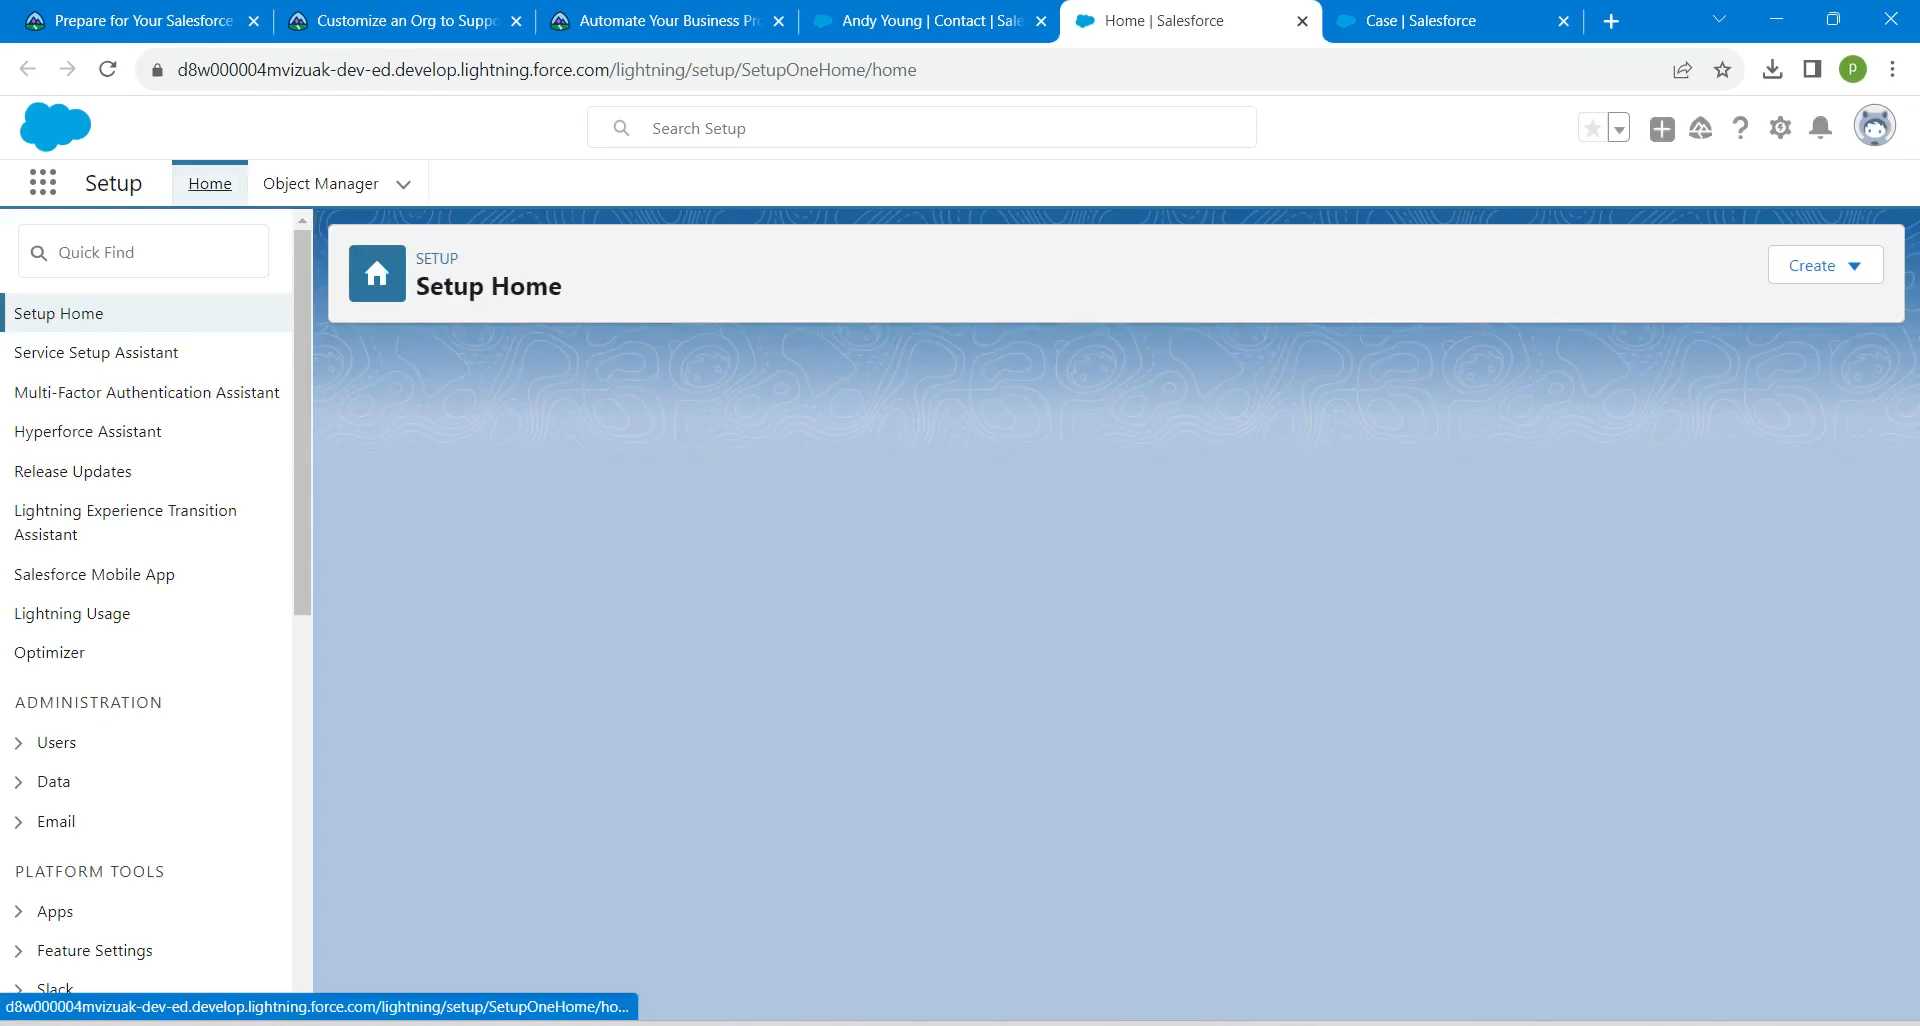 Prepare for Your Salesforce
Customize an Org to Suppo
Automate Your Business Pro
Andy Young | Contact | Sale
Home | Salesforce
Case | Salesforce
d8w000004mvizuak-dev-ed.develop.lightning.force.com/lightning/setup/SetupOneHome/home
P
Search Setup
Setup
Home
Object Manager
Quick Find
SETUP
Setup Home
Create
Setup Home
Service Setup Assistant
Multi-Factor Authentication Assistant
Hyperforce Assistant
Release Updates
Lightning Experience Transition
Assistant
Salesforce Mobile App
Lightning Usage
Optimizer
ADMINISTRATION
Users
Data
Email
PLATFORM TOOLS
Apps
Feature Settings
Slack
d8w000004mvizuak-dev-ed.develop.lightning.force.com/lightning/setup/SetupOneHome/ho...